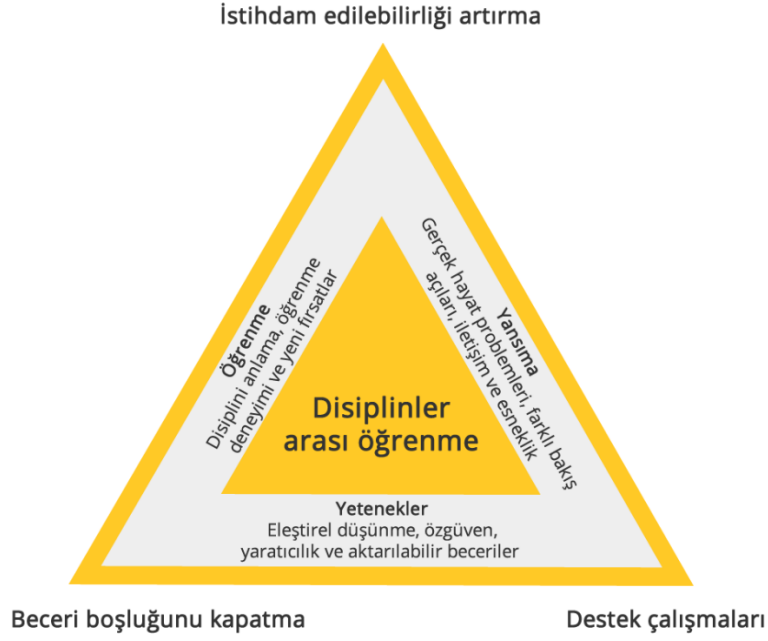 İstihdam edilebilirliği artırma
Öğrenme
Disiplini anlama, öğrenme
deneyimi ve yeni fırsatlar
Yansıma
Gerçek hayat problemleri, farklı bakış
açıları, iletişim ve esneklik
Disiplinler
arası öğrenme
Yetenekler
Eleştirel düşünme, özgüven,
yaratıcılık ve aktarılabilir beceriler
Beceri boşluğunu kapatma
Destek çalışmaları